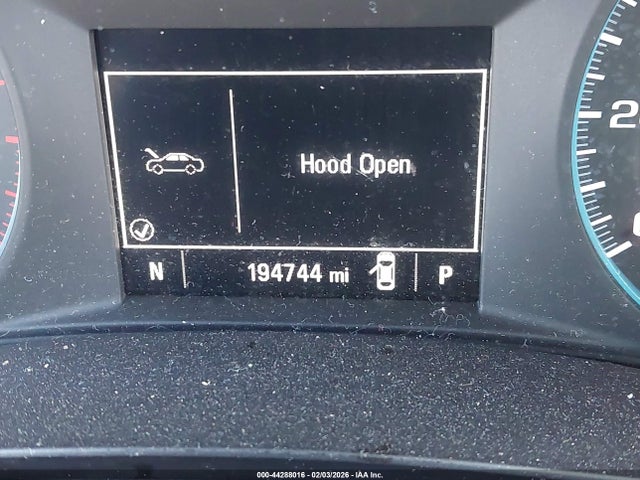 Hood Open
N 194744 mi P
000-44288016 - 02/03/2026 - IAA Inc.